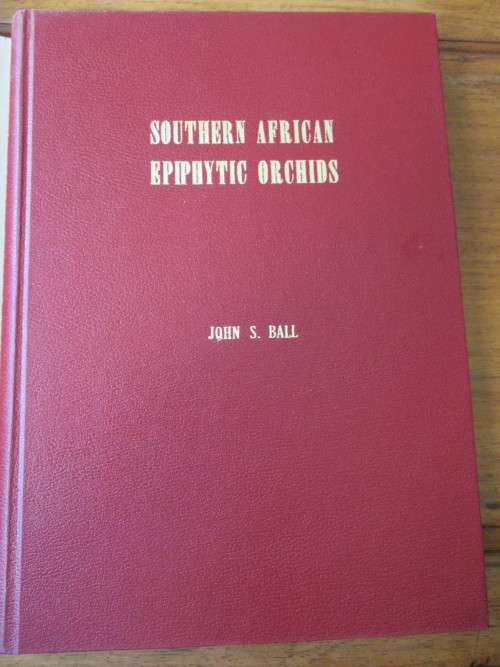 SOUTHERN AFRICAN
EPIPHYTIC ORCHIDS
JOHN S. BALL